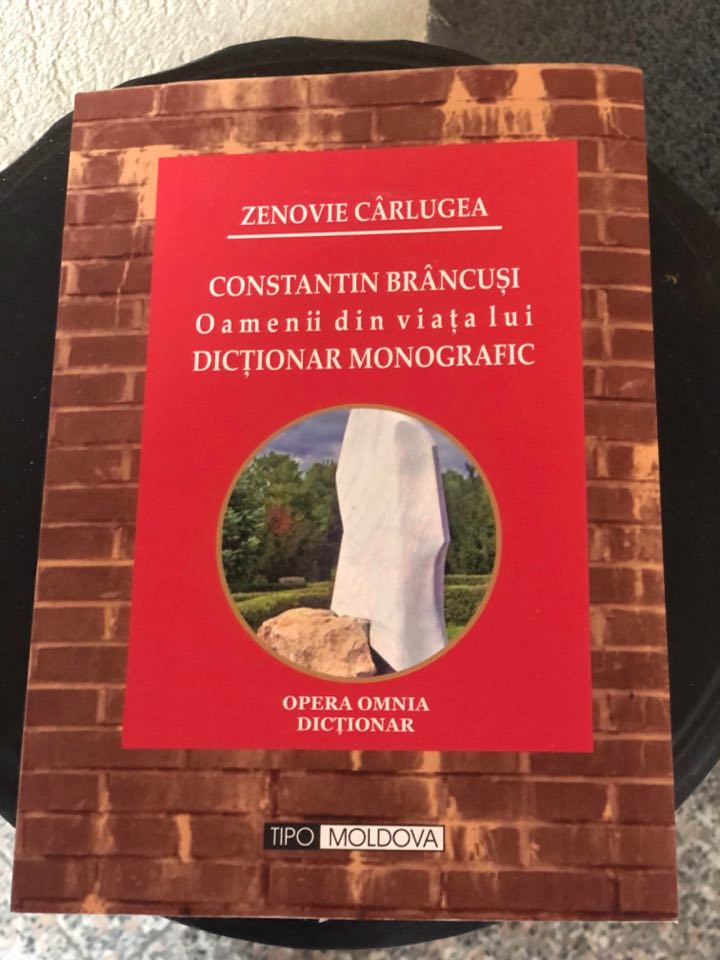 ZENOVIE CÂRLUGEA
CONSTANTIN BRÂNCUȘI
Oamenii din viața lui
DICȚIONAR MONOGRAFIC
OPERA OMNIA
DICȚIONAR
TIPO MOLDOVA